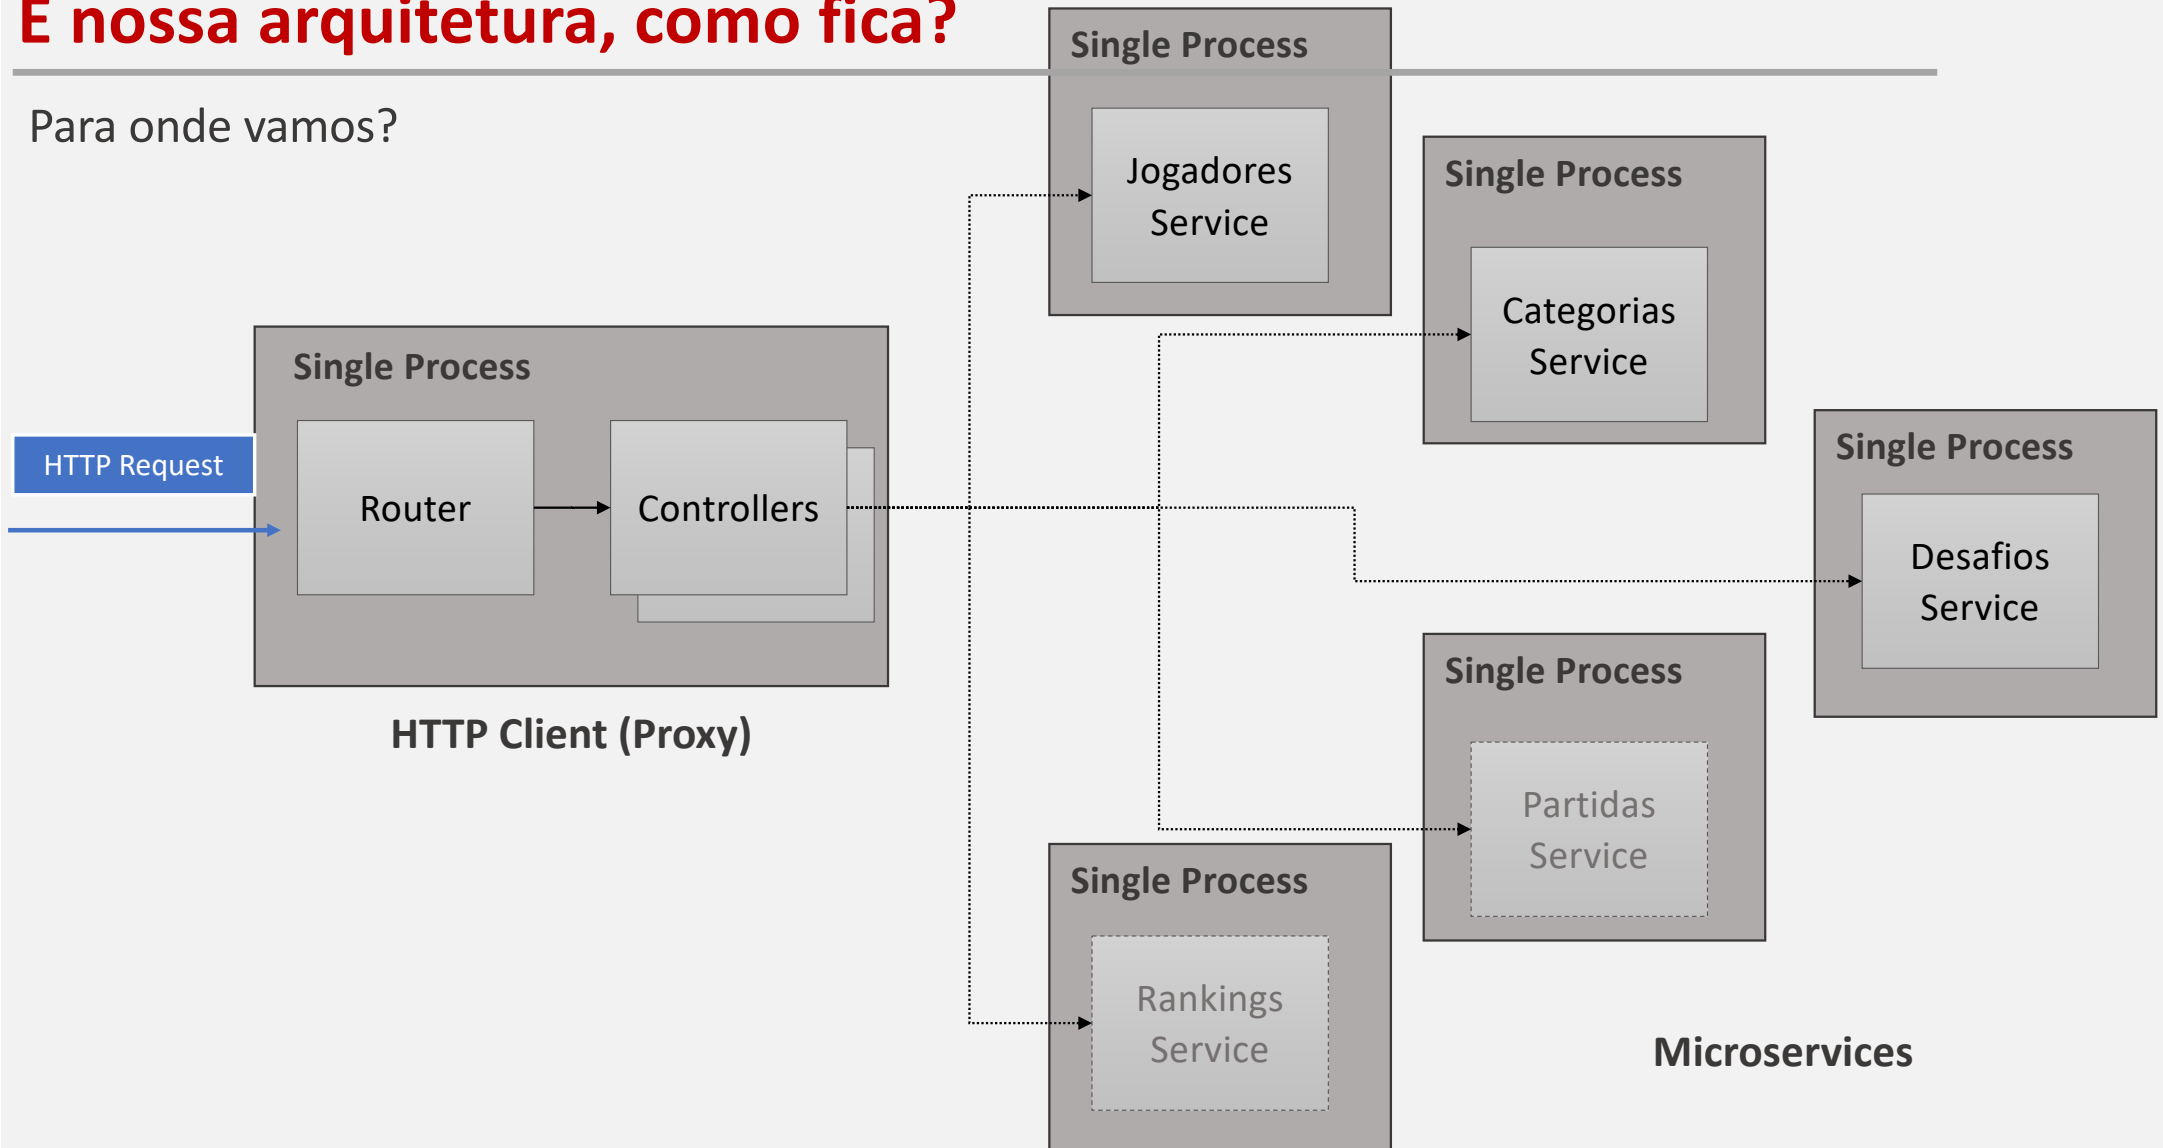 E nossa arquitetura, como fica?
Para onde vamos?
Single Process
Jogadores
Service
Single Process
Categorias
Service
Single Process
HTTP Request
Router
Controllers
HTTP Client (Proxy)
Single Process
Desafios
Service
Single Process
Partidas
Service
Single Process
Rankings
Service
Microservices